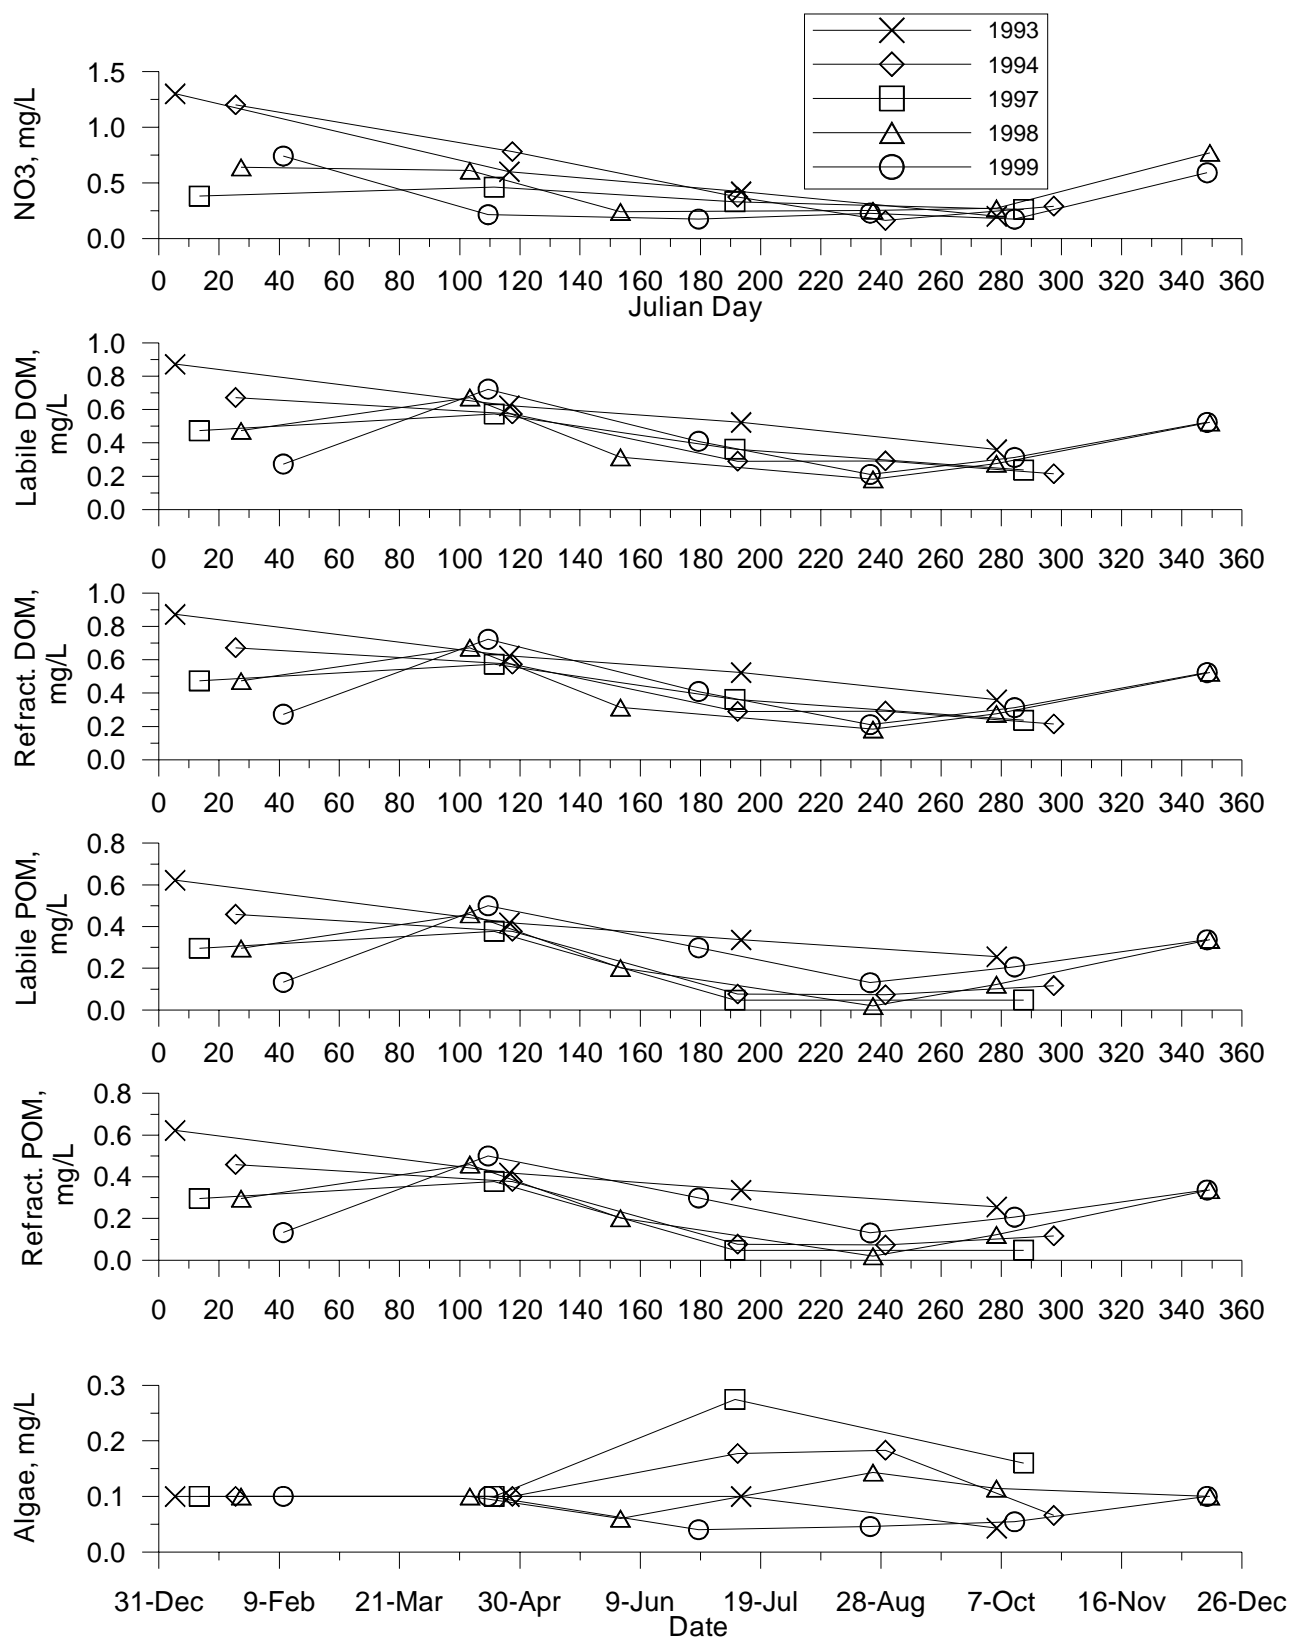 1993
1994
1997
1998
1999
NO3, mg/L
1.5
1.0
0.5
0.0
0 20 40 60 80 100 120 140 160 180 200 220 240 260 280 300 320 340 360
Julian Day
Labile DOM,
mg/L
1.0
0.8
0.6
0.4
0.2
0.0
0 20 40 60 80 100 120 140 160 180 200 220 240 260 280 300 320 340 360
Refract. DOM,
mg/L
1.0
0.8
0.6
0.4
0.2
0.0
0 20 40 60 80 100 120 140 160 180 200 220 240 260 280 300 320 340 360
Labile POM,
mg/L
0.8
0.6
0.4
0.2
0.0
0 20 40 60 80 100 120 140 160 180 200 220 240 260 280 300 320 340 360
Refract. POM,
mg/L
0.8
0.6
0.4
0.2
0.0
0 20 40 60 80 100 120 140 160 180 200 220 240 260 280 300 320 340 360
Algae, mg/L
0.3
0.2
0.1
0.0
31-Dec 9-Feb 21-Mar 30-Apr 9-Jun 19-Jul 28-Aug 7-Oct 16-Nov 26-Dec
Date